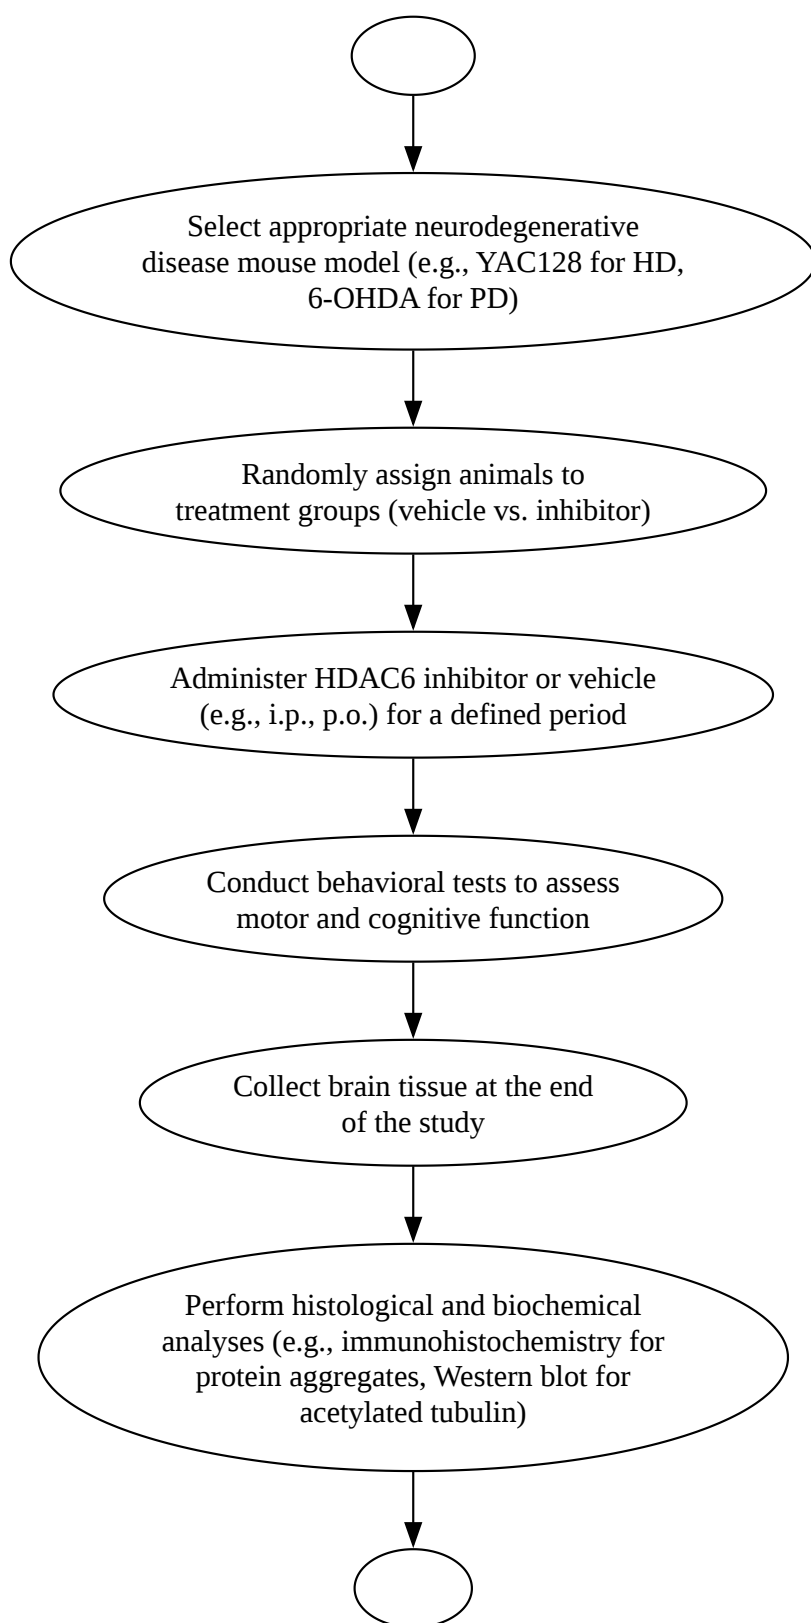 Select appropriate neurodegenerative
disease mouse model (e.g., YAC128 for HD,
6-OHDA for PD)
Randomly assign animals to
treatment groups (vehicle vs. inhibitor)
Administer HDAC6 inhibitor or vehicle
(e.g., i.p., p.o.) for a defined period
Conduct behavioral tests to assess
motor and cognitive function
Collect brain tissue at the end
of the study
Perform histological and biochemical
analyses (e.g., immunohistochemistry for
protein aggregates, Western blot for
acetylated tubulin)